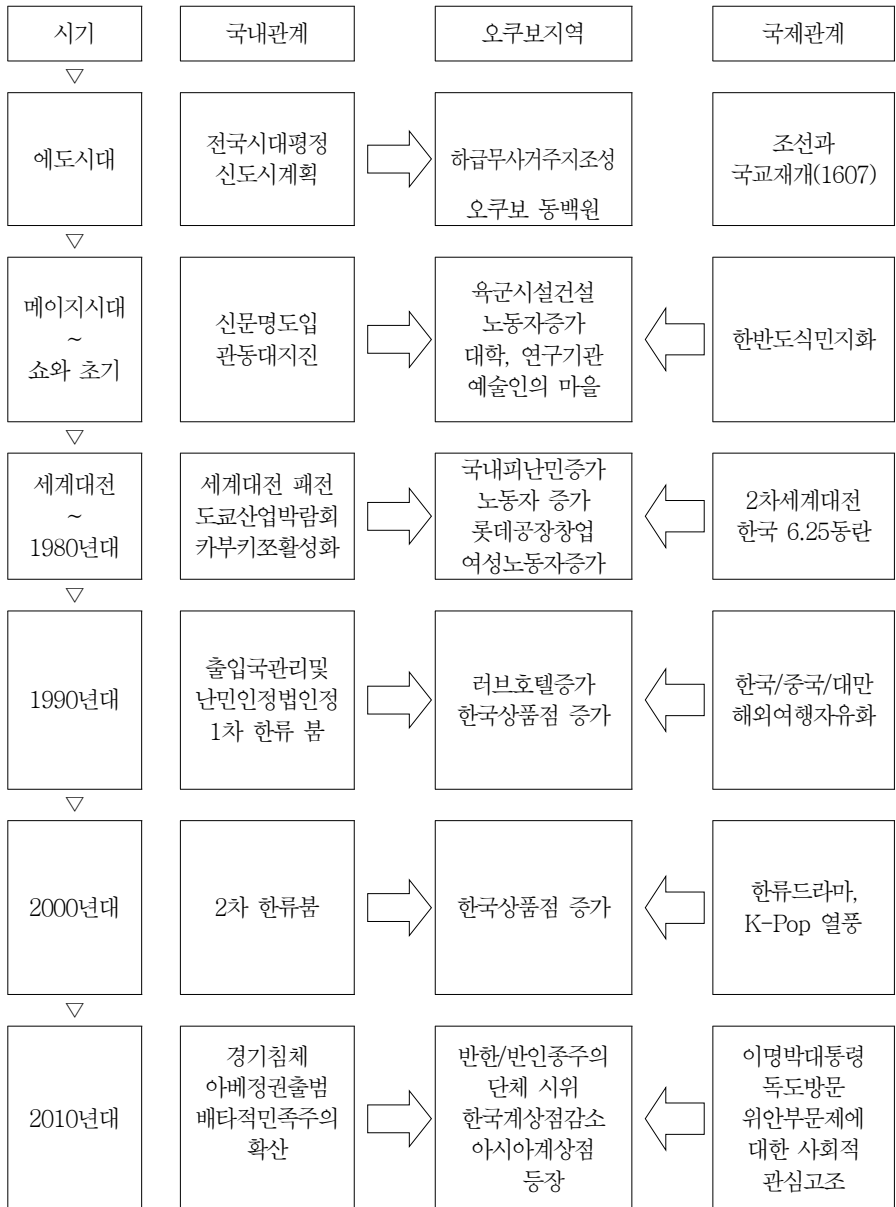 시기
국내관계
오쿠보지역
국제관계
▽
에도시대
전국시대평정
신도시계획
하급무사거주지조성
오쿠보 동백원
조선과
국교재개(1607)
▽
메이지시대
~
쇼와 초기
신문명도입
관동대지진
육군시설건설
노동자증가
대학, 연구기관
예술인의 마을
한반도식민지화
▽
세계대전
~
1980년대
세계대전 패전
도쿄산업박람회
카부키쪼활성화
국내피난민증가
노동자 증가
롯데공장창업
여성노동자증가
2차세계대전
한국 6.25동란
▽
1990년대
출입국관리및
난민인정법인정
1차 한류 붐
러브호텔증가
한국상품점 증가
한국/중국/대만
해외여행자유화
▽
2000년대
2차 한류붐
한국상품점 증가
한류드라마,
K-Pop 열풍
▽
2010년대
경기침체
아베정권출범
배타적민족주의
확산
반한/반인종주의
단체 시위
한국계상점감소
아시아계상점
등장
이명박대통령
독도방문
위안부문제에
대한 사회적
관심고조